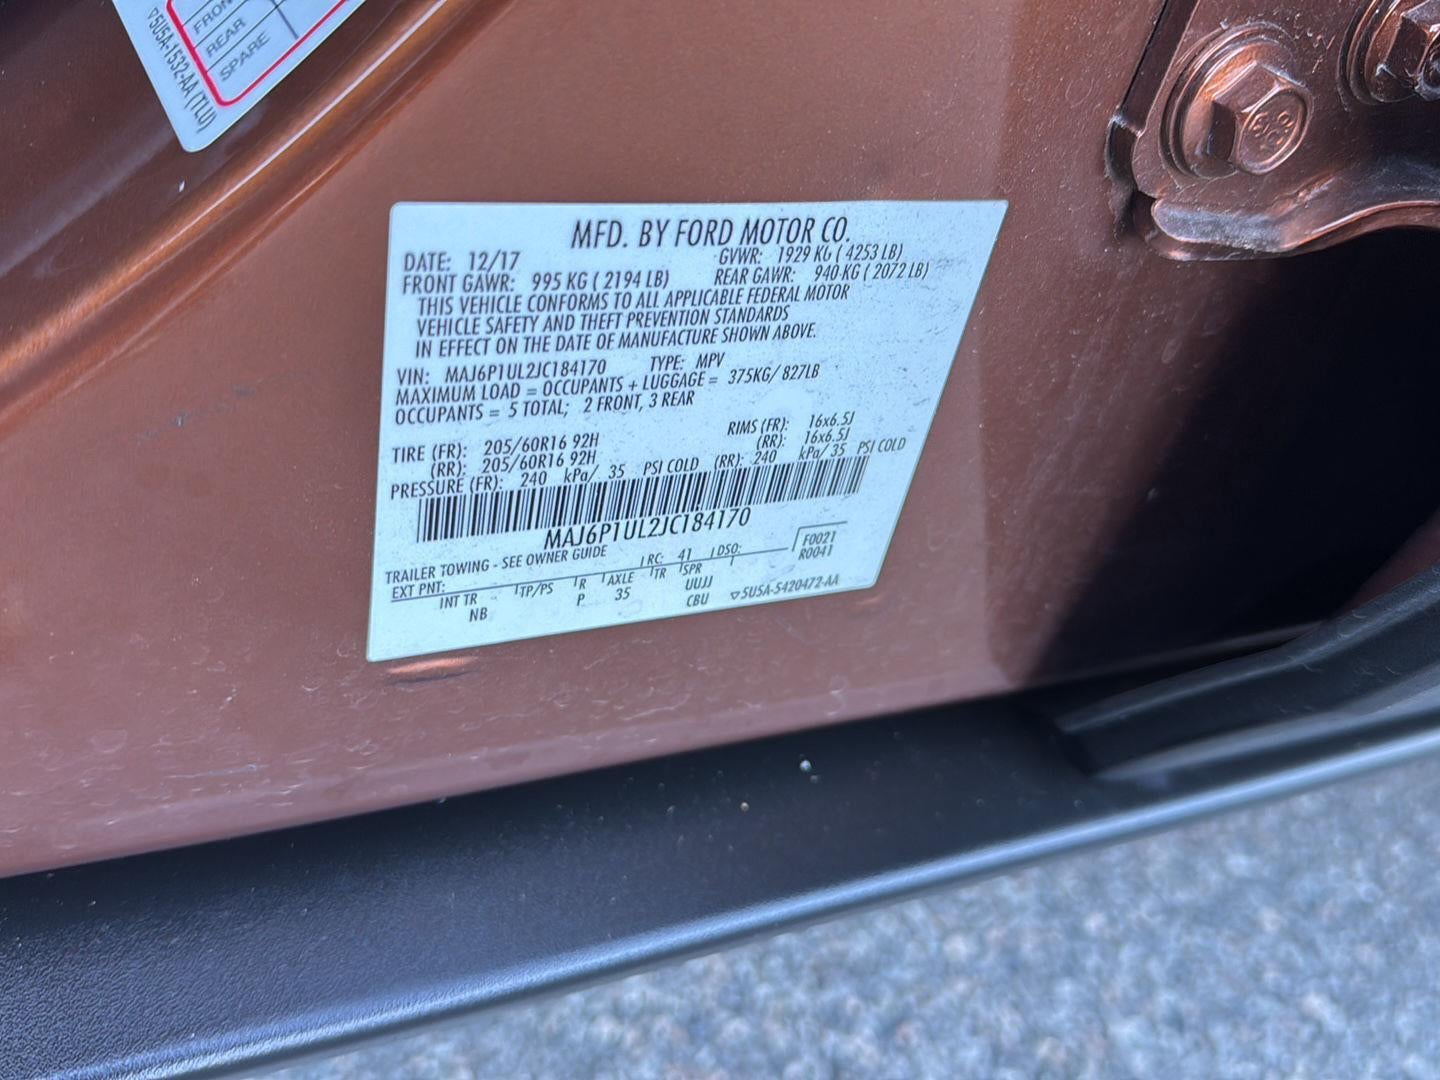 FRON
REAR
SPARE
▽5U5A-1532-AA (TLU)
MFD. BY FORD MOTOR CO.
DATE: 12/17 GVWR: 1929 KG ( 4253 LB)
FRONT GAWR: 995 KG ( 2194 LB) REAR GAWR: 940 KG ( 2072 LB)
THIS VEHICLE CONFORMS TO ALL APPLICABLE FEDERAL MOTOR
VEHICLE SAFETY AND THEFT PREVENTION STANDARDS
IN EFFECT ON THE DATE OF MANUFACTURE SHOWN ABOVE.
VIN: MAJ6P1UL2JC184170 TYPE: MPV
MAXIMUM LOAD = OCCUPANTS + LUGGAGE = 375KG/ 827LB
OCCUPANTS = 5 TOTAL; 2 FRONT, 3 REAR
TIRE (FR): 205/60R16 92H RIMS (FR): 16x6.5J
(RR): 205/60R16 92H (RR): 16x6.5J
PRESSURE (FR): 240 kPa/ 35 PSI COLD (RR): 240 kPa/ 35 PSI COLD
MAJ6P1UL2JC184170
TRAILER TOWING - SEE OWNER GUIDE RC: 41 DSO: F0021
R0041
EXT PNT: INT TR TP/PS R AXLE TR SPR
NB P 35 UUJJ
CBU ▽5U5A-5420472-AA